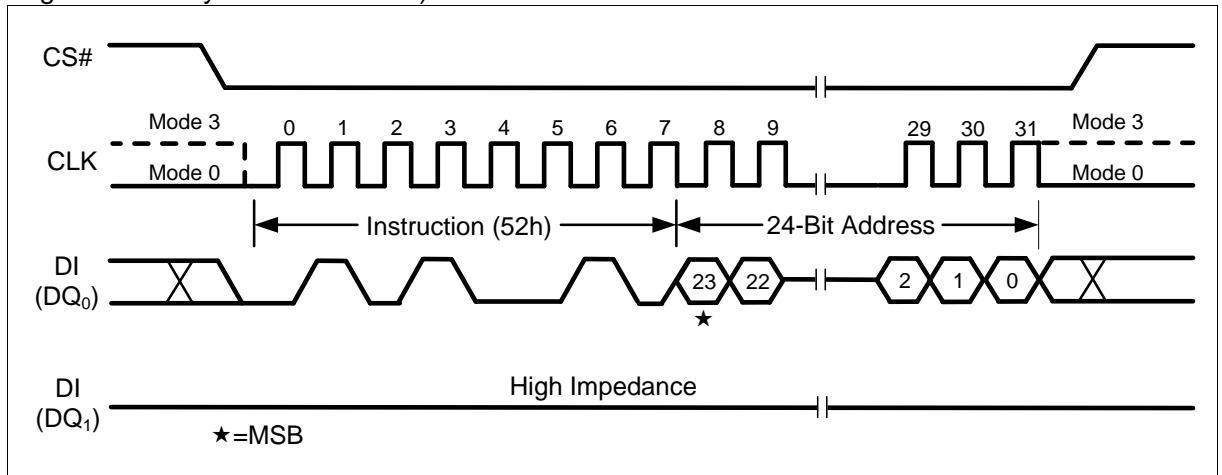 CS#
Mode 3
0 1 2 3 4 5 6 7 8 9 29 30 31
Mode 3
CLK
Mode 0
Mode 0
Instruction (52h)
24-Bit Address
DI
(DQ0)
23 22 2 1 0
★
DI
(DQ1)
High Impedance
★=MSB